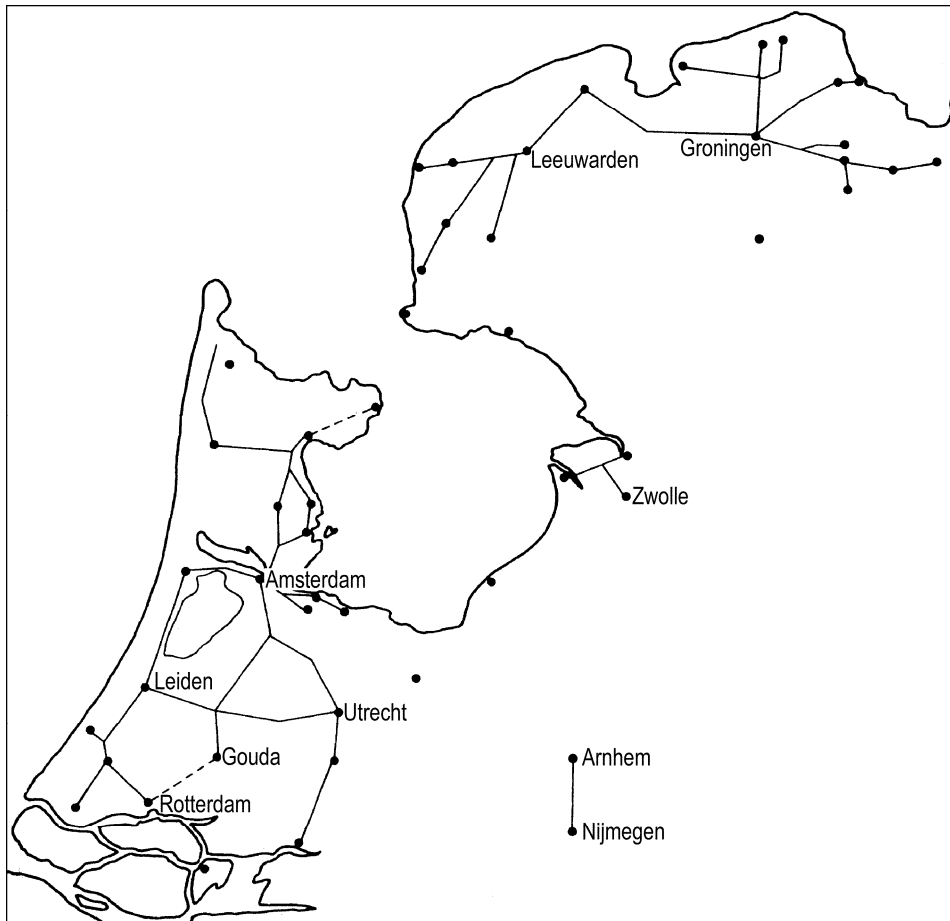 Leeuwarden
Groningen
Zwolle
Amsterdam
Leiden
Utrecht
Gouda
Arnhem
Rotterdam
Nijmegen